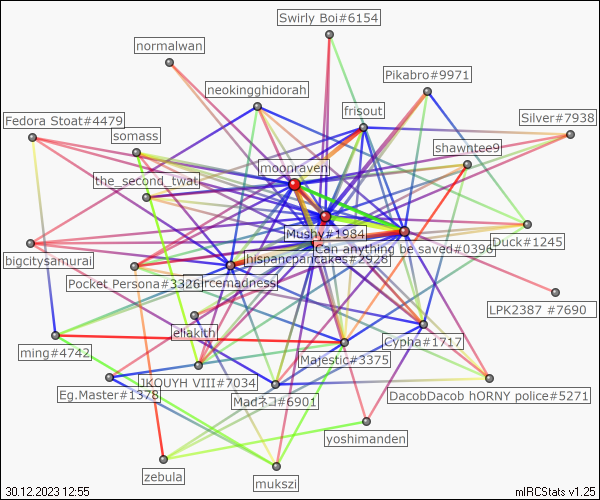 Swirly Boi#6154
normalwan
Pikabro#9971
neokingghidorah
frisout
Silver#7938
Fedora Stoat#4479
somass
shawntee9
moonraven
the_second_twat
Mushy#1984
Duck#1245
Can anything be saved#0396
bigcitysamurai
hispancpancakes#2928
Pocket Persona#3326
ircemadness
LPK2387 #7690
eliakith
Cypha#1717
ming#4742
Majestic#3375
JKOUYH VIII#7034
Eg.Master#1378
DacobDacob hORNY police#5271
Madネコ#6901
yoshimanden
zebula
mukszi
30.12.2023 12:55
mIRCStats v1.25